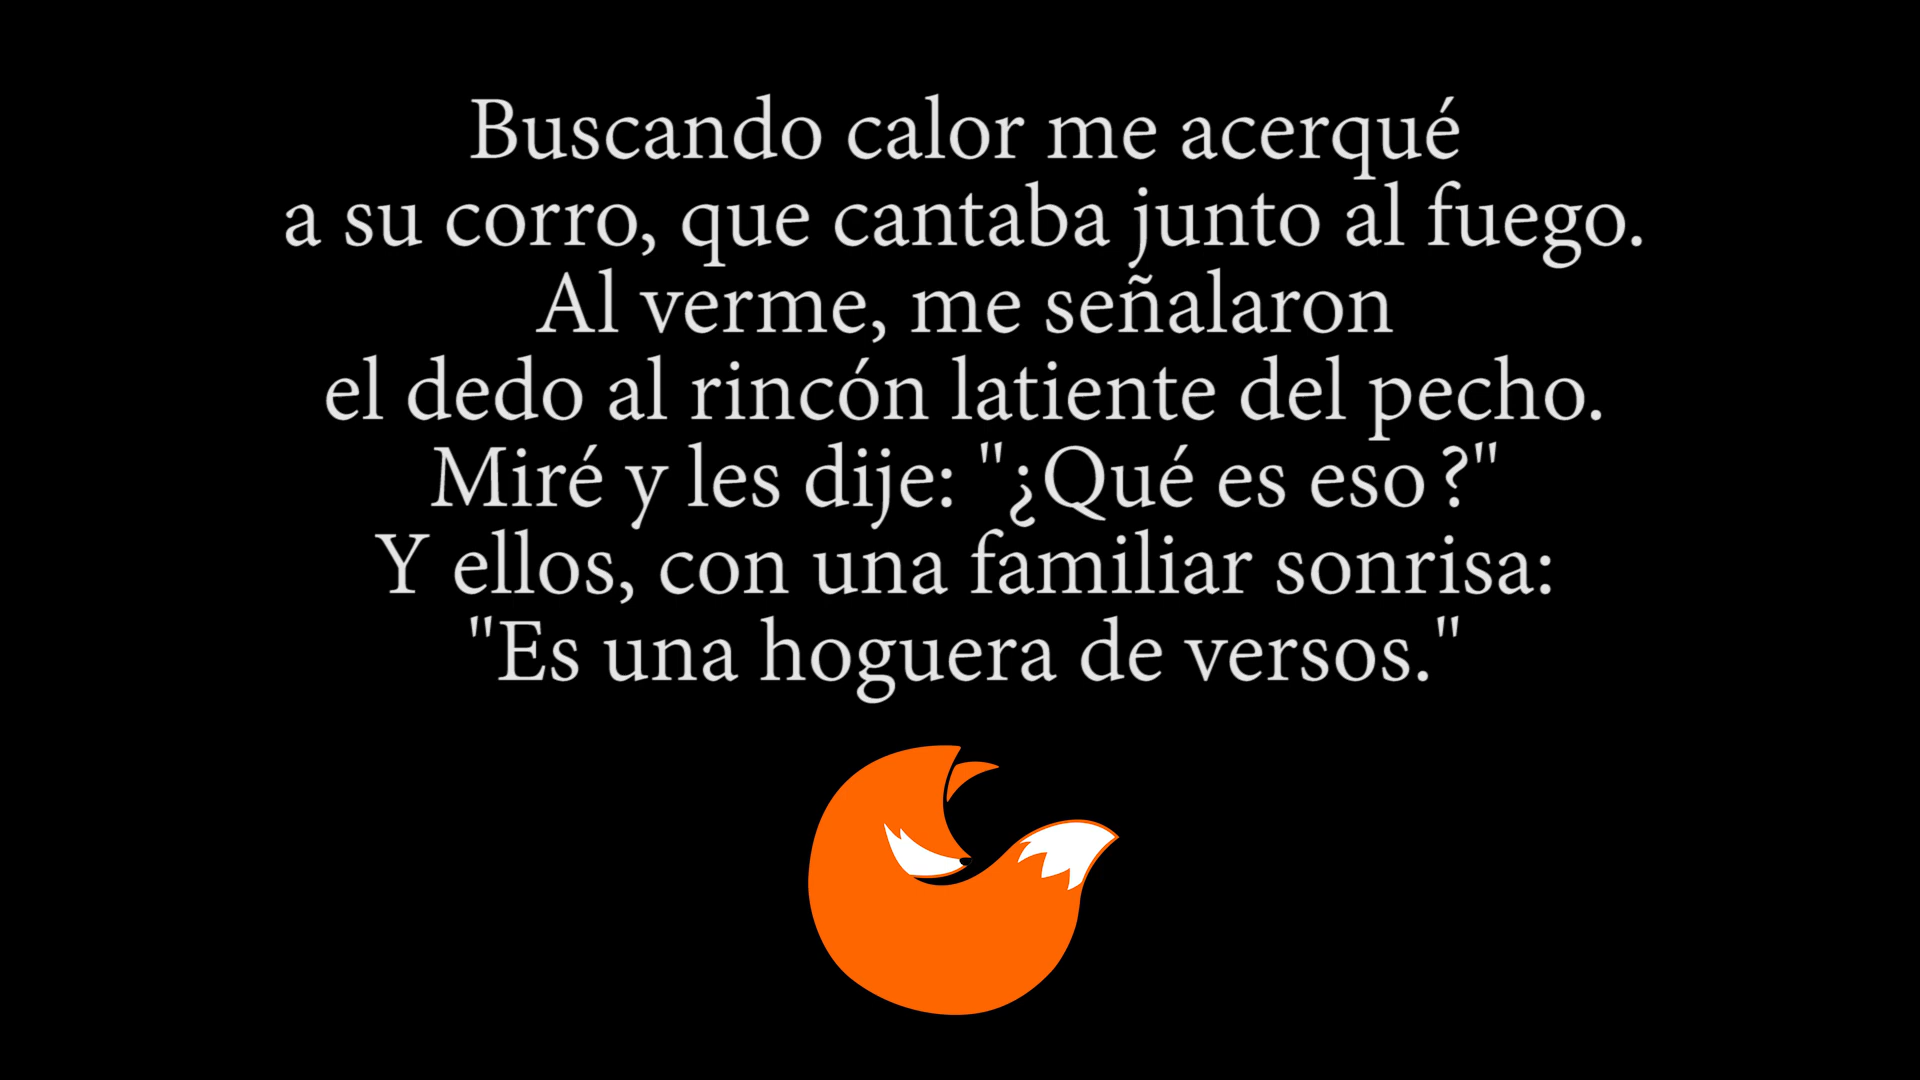 Buscando calor me acerqué
a su corro, que cantaba junto al fuego.
Al verme, me señalaron
el dedo al rincón latiente del pecho.
Miré y les dije: "¿Qué es eso?"
Y ellos, con una familiar sonrisa:
"Es una hoguera de versos."